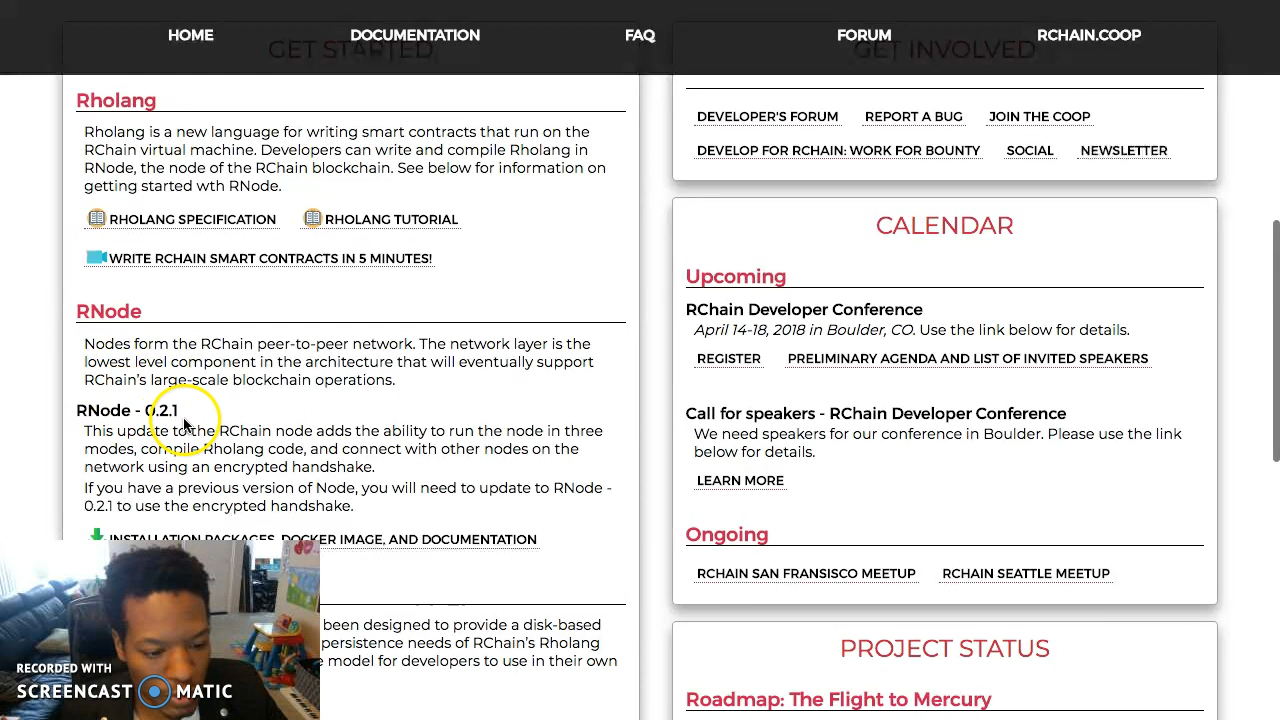 HOME
DOCUMENTATION
FAQ
FORUM
RCHAIN.COOP
GET STARTED
Rholang
Rholang is a new language for writing smart contracts that run on the
RChain virtual machine. Developers can write and compile Rholang in
RNode, the node of the RChain blockchain. See below for information on
getting started wth RNode.
RHOLANG SPECIFICATION
RHOLANG TUTORIAL
WRITE RCHAIN SMART CONTRACTS IN 5 MINUTES!
RNode
Nodes form the RChain peer-to-peer network. The network layer is the
lowest level component in the architecture that will eventually support
RChain's large-scale blockchain operations.
RNode - 0.2.1
This update to the RChain node adds the ability to run the node in three
modes, compile Rholang code, and connect with other nodes on the
network using an encrypted handshake.
If you have a previous version of Node, you will need to update to RNode -
0.2.1 to use the encrypted handshake.
INSTALLATION PACKAGES, DOCKER IMAGE, AND DOCUMENTATION
been designed to provide a disk-based
persistence needs of RChain's Rholang
model for developers to use in their own
RECORDED WITH
SCREENCAST MATIC
GET INVOLVED
DEVELOPER'S FORUM
REPORT A BUG
JOIN THE COOP
DEVELOP FOR RCHAIN: WORK FOR BOUNTY
SOCIAL
NEWSLETTER
CALENDAR
Upcoming
RChain Developer Conference
April 14-18, 2018 in Boulder, CO. Use the link below for details.
REGISTER
PRELIMINARY AGENDA AND LIST OF INVITED SPEAKERS
Call for speakers - RChain Developer Conference
We need speakers for our conference in Boulder. Please use the link
below for details.
LEARN MORE
Ongoing
RCHAIN SAN FRANSISCO MEETUP
RCHAIN SEATTLE MEETUP
PROJECT STATUS
Roadmap: The Flight to Mercury